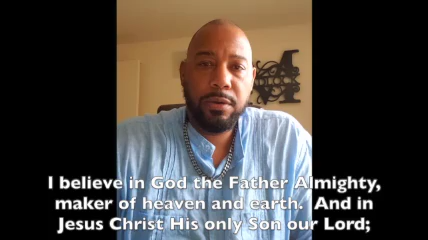 I believe in God the Father Almighty,
maker of heaven and earth.  And in
Jesus Christ His only Son our Lord;